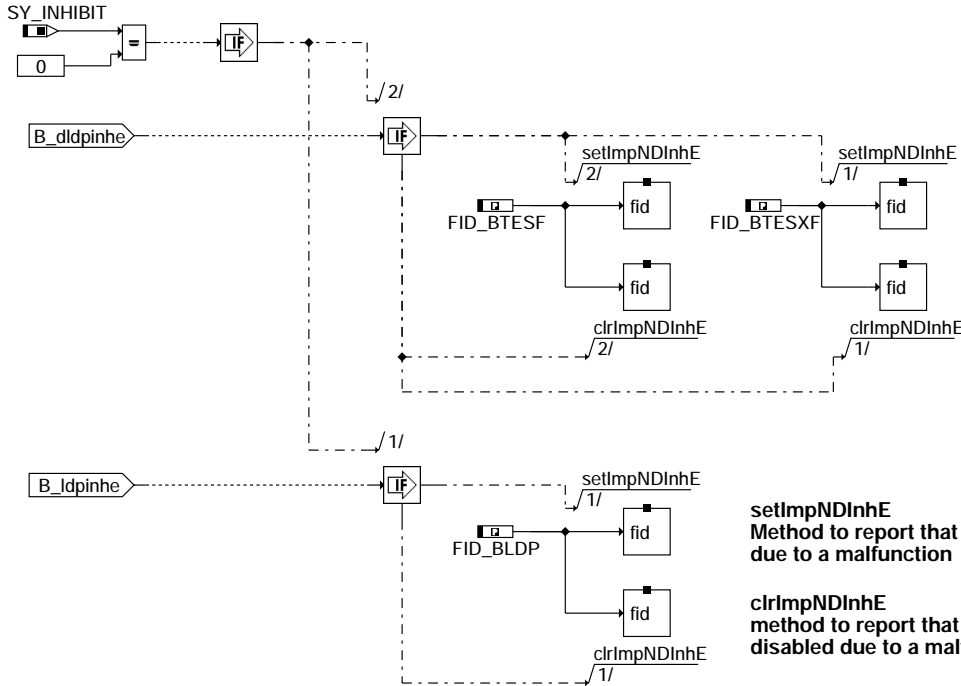 SY_INHIBIT
=
IF
0
2/
B_dldpinhe
IF
setImpNDInhE
2/
setImpNDInhE
1/
FID_BTESF
P
fid
FID_BTESXF
P
fid
fid
fid
clrImpNDInhE
2/
clrImpNDInhE
1/
1/
B_ldpinhe
IF
setImpNDInhE
1/
FID_BLDP
P
fid
fid
clrImpNDInhE
1/
setImpNDInhE
Method to report that
due to a malfunction
clrImpNDInhE
method to report that
disabled due to a mal